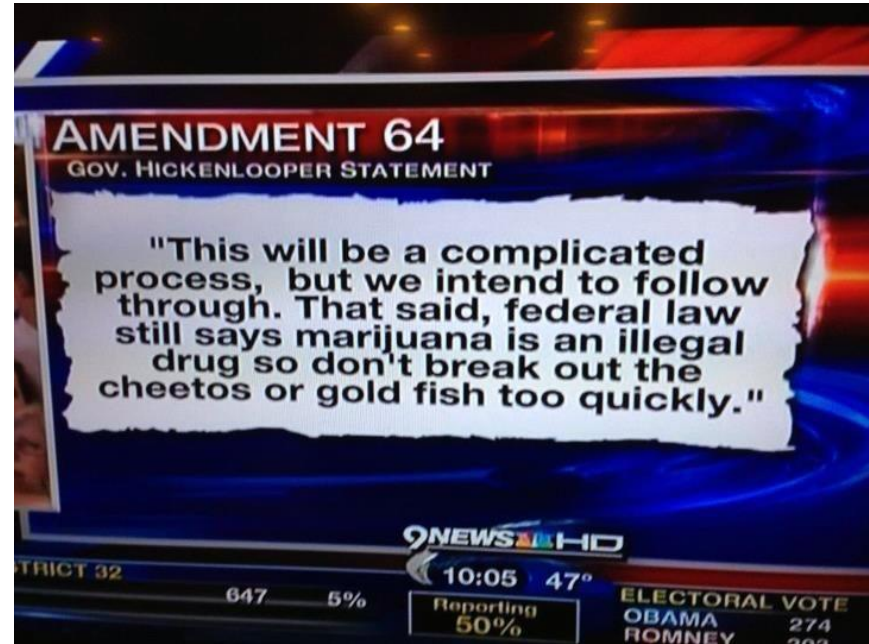 AMENDMENT 64
GOV. HICKENLOOPER STATEMENT
"This will be a complicated
process, but we intend to follow
through. That said, federal law
still says marijuana is an illegal
drug so don't break out the
cheetos or gold fish too quickly."
9NEWS HD
TRICT 32
10:05 47°
647 5%
Reporting
50%
ELECTORAL VOTE
OBAMA 274
ROMNEY